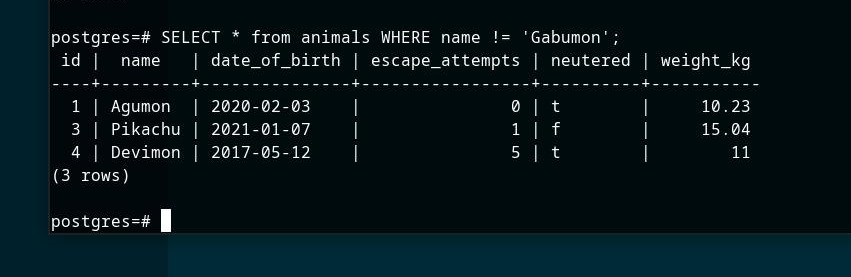 postgres=# SELECT * from animals WHERE name != 'Gabumon';
 id |  name   | date_of_birth | escape_attempts | neutered | weight_kg
----+---------+---------------+-----------------+----------+-----------
  1 | Agumon  | 2020-02-03    |               0 | t        |     10.23
  3 | Pikachu | 2021-01-07    |               1 | f        |     15.04
  4 | Devimon | 2017-05-12    |               5 | t        |        11
(3 rows)
postgres=#